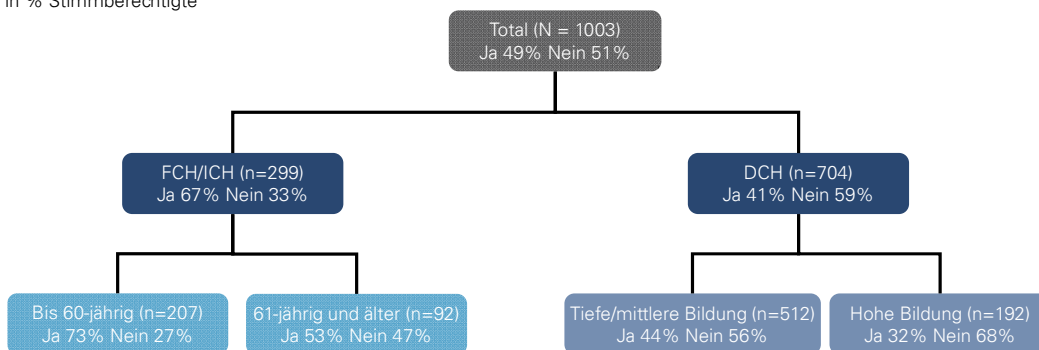 in % Stimmberechtigte
Total (N = 1003)
Ja 49% Nein 51%
FCH/ICH (n=299)
Ja 67% Nein 33%
DCH (n=704)
Ja 41% Nein 59%
Bis 60-jährig (n=207)
Ja 73% Nein 27%
61-jährig und älter (n=92)
Ja 53% Nein 47%
Tiefe/mittlere Bildung (n=512)
Ja 44% Nein 56%
Hohe Bildung (n=192)
Ja 32% Nein 68%